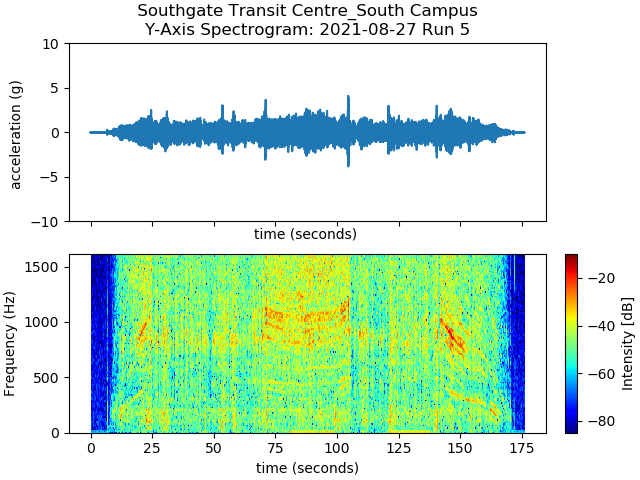 Southgate Transit Centre_South Campus
Y-Axis Spectrogram: 2021-08-27 Run 5
10
5
0
−5
−10
acceleration (g)
time (seconds)
1500
1000
500
0
Frequency (Hz)
0 25 50 75 100 125 150 175
time (seconds)
−20
−40
−60
−80
Intensity [dB]